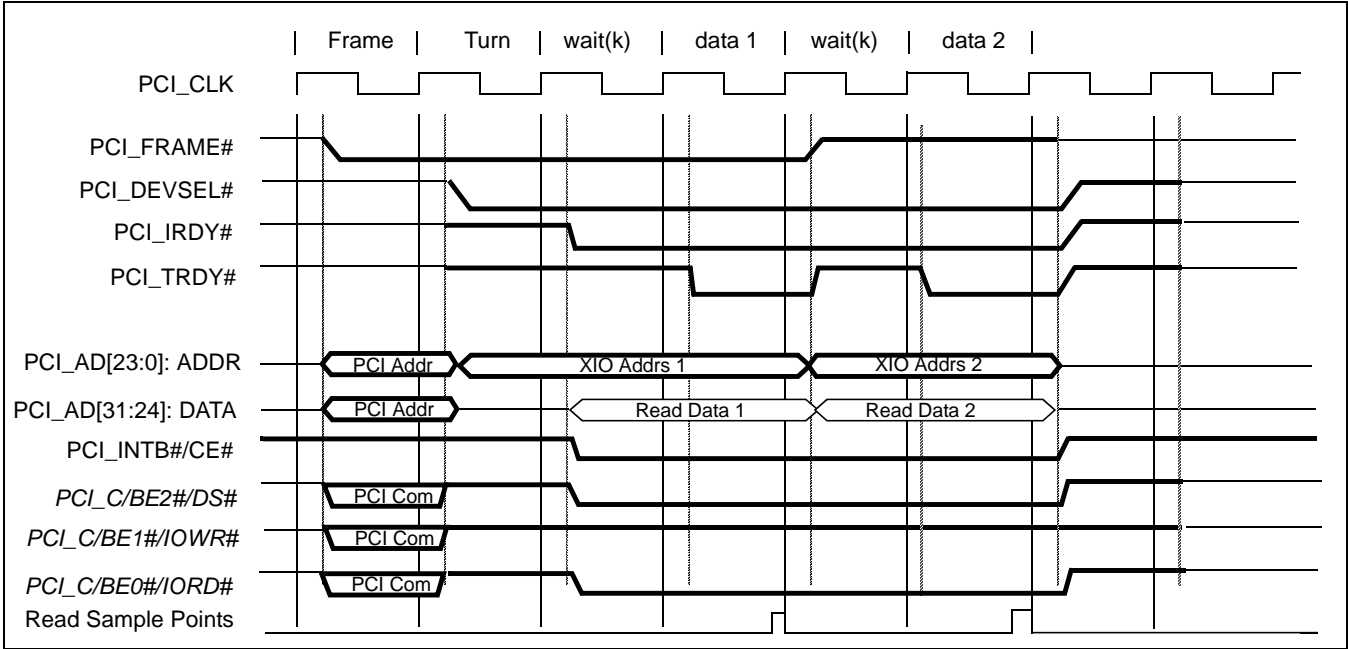 Frame Turn wait(k) data 1 wait(k) data 2
PCI_CLK
PCI_FRAME#
PCI_DEVSEL#
PCI_IRDY#
PCI_TRDY#
PCI_AD[23:0]: ADDR PCI Addr XIO Addrs 1 XIO Addrs 2
PCI_AD[31:24]: DATA PCI Addr Read Data 1 Read Data 2
PCI_INTB#/CE#
PCI_C/BE2#/DS# PCI Com
PCI_C/BE1#/IOWR# PCI Com
PCI_C/BE0#/IORD# PCI Com
Read Sample Points